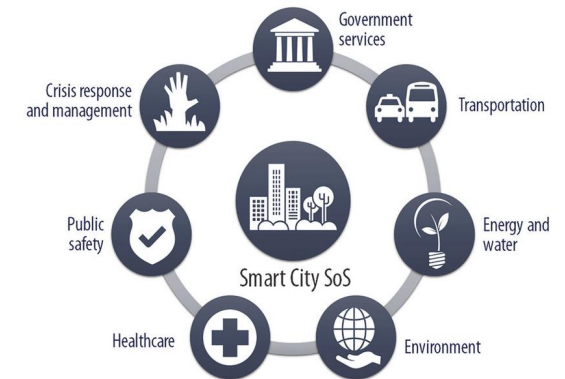 Government
services
Transportation
Energy and
water
Environment
Healthcare
Public
safety
Crisis response
and management
Smart City SoS